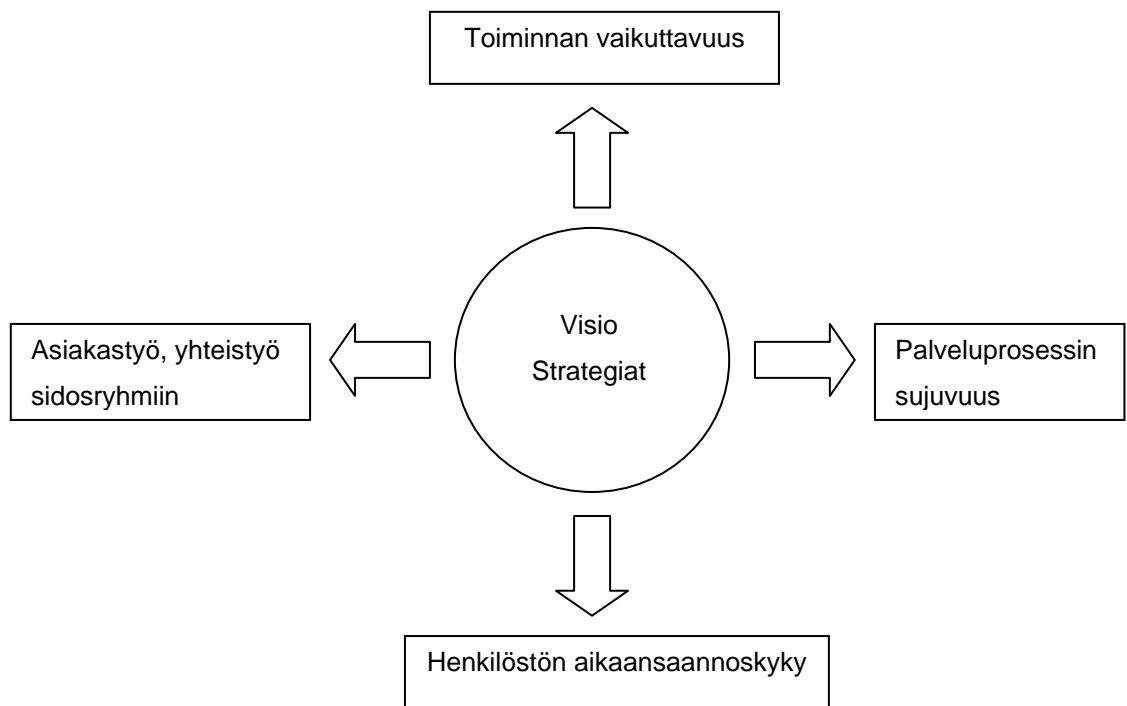 Toiminnan vaikuttavuus
Visio
Strategiat
Asiakastyö, yhteistyö
sidosryhmiin
Palveluprosessin
sujuvuus
Henkilöstön aikaansaannoskyky